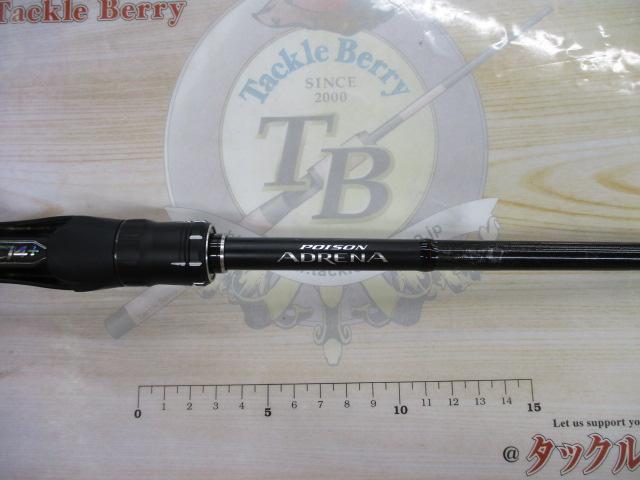 Tackle Berry
Tackle Berry
SINCE
2000
TB
14+
POISON
ADRENA
0 1 2 3 4 5 6 7 8 9 10 11 12 13 14 15
Let us support yo
@タックル